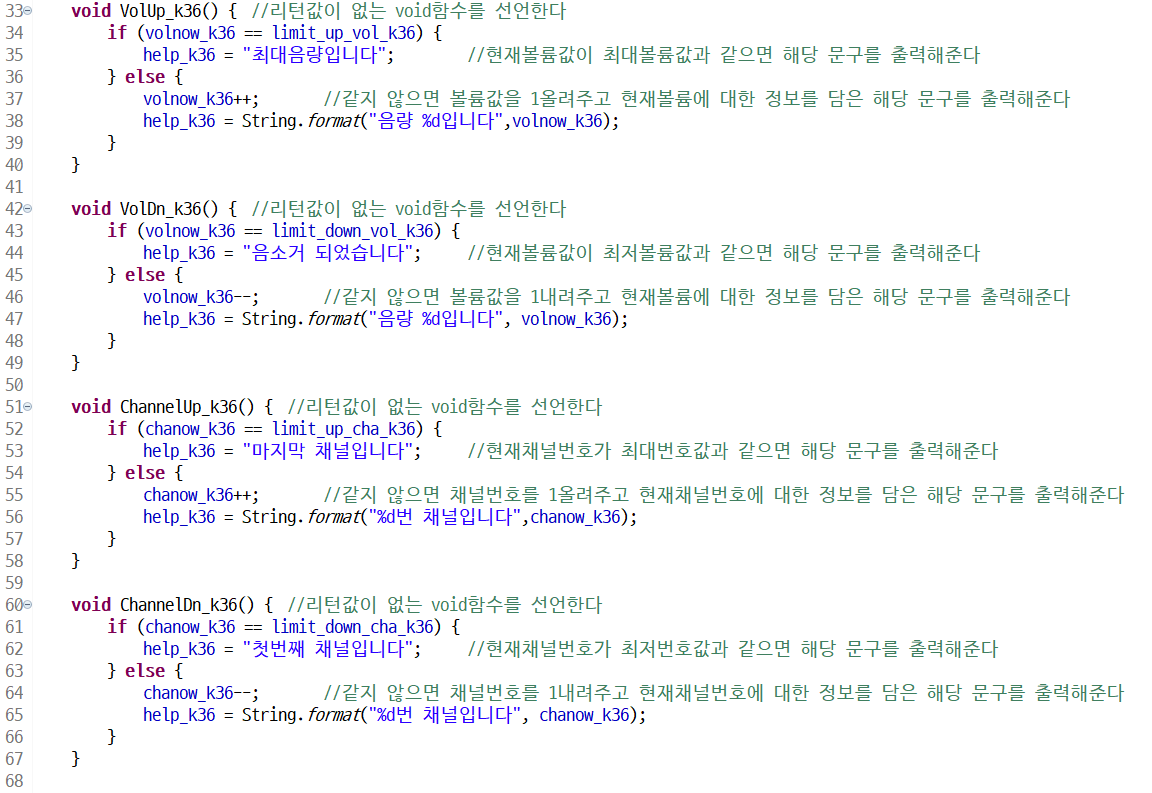 33 void VolUp_k36() { //리턴값이 없는 void함수를 선언한다
34 if (volnow_k36 == limit_up_vol_k36) {
35 help_k36 = "최대음량입니다"; //현재볼륨값이 최대볼륨값과 같으면 해당 문구를 출력해준다
36 } else {
37 volnow_k36++; //같지 않으면 볼륨값을 1올려주고 현재볼륨에 대한 정보를 담은 해당 문구를 출력해준다
38 help_k36 = String.format("음량 %d입니다",volnow_k36);
39 }
40 }
41
42 void VolDn_k36() { //리턴값이 없는 void함수를 선언한다
43 if (volnow_k36 == limit_down_vol_k36) {
44 help_k36 = "음소거 되었습니다"; //현재볼륨값이 최저볼륨값과 같으면 해당 문구를 출력해준다
45 } else {
46 volnow_k36--; //같지 않으면 볼륨값을 1내려주고 현재볼륨에 대한 정보를 담은 해당 문구를 출력해준다
47 help_k36 = String.format("음량 %d입니다", volnow_k36);
48 }
49 }
50
51 void ChannelUp_k36() { //리턴값이 없는 void함수를 선언한다
52 if (chanow_k36 == limit_up_cha_k36) {
53 help_k36 = "마지막 채널입니다"; //현재채널번호가 최대번호값과 같으면 해당 문구를 출력해준다
54 } else {
55 chanow_k36++; //같지 않으면 채널번호를 1올려주고 현재채널번호에 대한 정보를 담은 해당 문구를 출력해준다
56 help_k36 = String.format("%d번 채널입니다",chanow_k36);
57 }
58 }
59
60 void ChannelDn_k36() { //리턴값이 없는 void함수를 선언한다
61 if (chanow_k36 == limit_down_cha_k36) {
62 help_k36 = "첫번째 채널입니다"; //현재채널번호가 최저번호값과 같으면 해당 문구를 출력해준다
63 } else {
64 chanow_k36--; //같지 않으면 채널번호를 1내려주고 현재채널번호에 대한 정보를 담은 해당 문구를 출력해준다
65 help_k36 = String.format("%d번 채널입니다", chanow_k36);
66 }
67 }
68